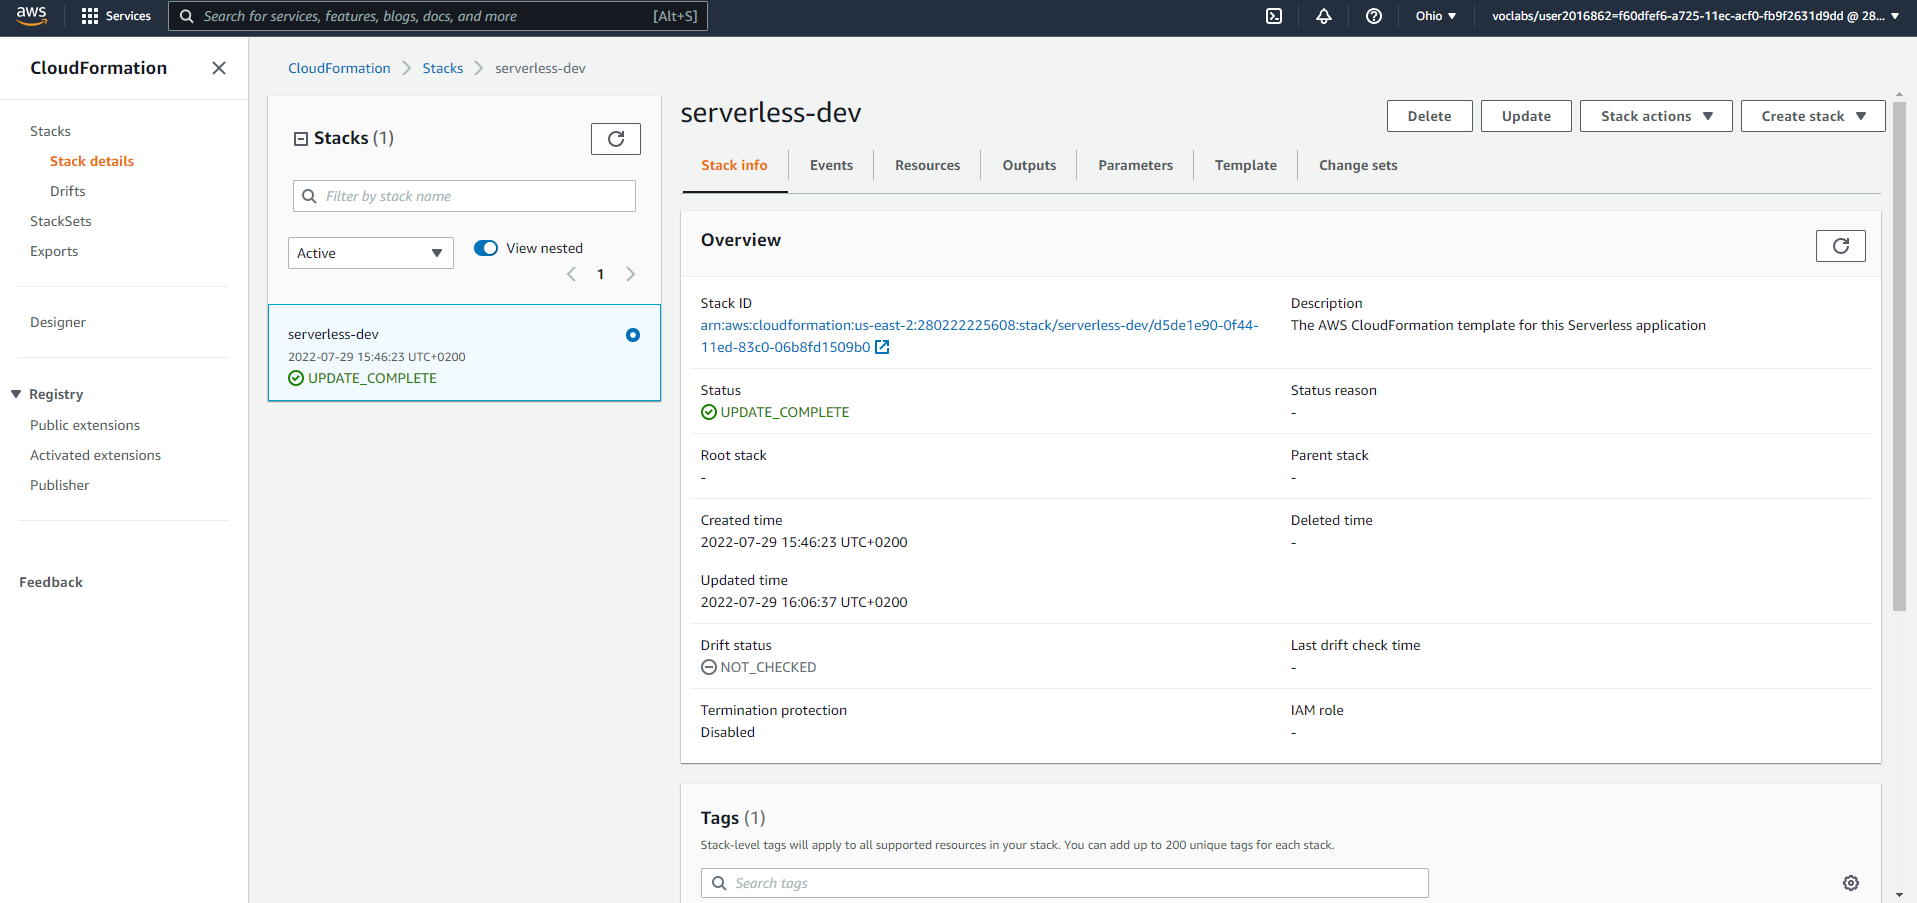 aws
Services
Search for services, features, blogs, docs, and more
[Alt+S]
Ohio
voclabs/user2016862=f60dfef6-a725-11ec-acf0-fb9f2631d9dd @ 28...
CloudFormation
Stacks
Stack details
Drifts
StackSets
Exports
Designer
Registry
Public extensions
Activated extensions
Publisher
Feedback
CloudFormation
Stacks
serverless-dev
Stacks (1)
Filter by stack name
Active
View nested
1
serverless-dev
2022-07-29 15:46:23 UTC+0200
UPDATE_COMPLETE
serverless-dev
Delete
Update
Stack actions
Create stack
Stack info
Events
Resources
Outputs
Parameters
Template
Change sets
Overview
Stack ID
arn:aws:cloudformation:us-east-2:280222225608:stack/serverless-dev/d5de1e90-0f44-
11ed-83c0-06b8fd1509b0
Description
The AWS CloudFormation template for this Serverless application
Status
UPDATE_COMPLETE
Status reason
-
Root stack
-
Parent stack
-
Created time
2022-07-29 15:46:23 UTC+0200
Deleted time
-
Updated time
2022-07-29 16:06:37 UTC+0200
Drift status
NOT_CHECKED
Last drift check time
-
Termination protection
Disabled
IAM role
-
Tags (1)
Stack-level tags will apply to all supported resources in your stack. You can add up to 200 unique tags for each stack.
Search tags